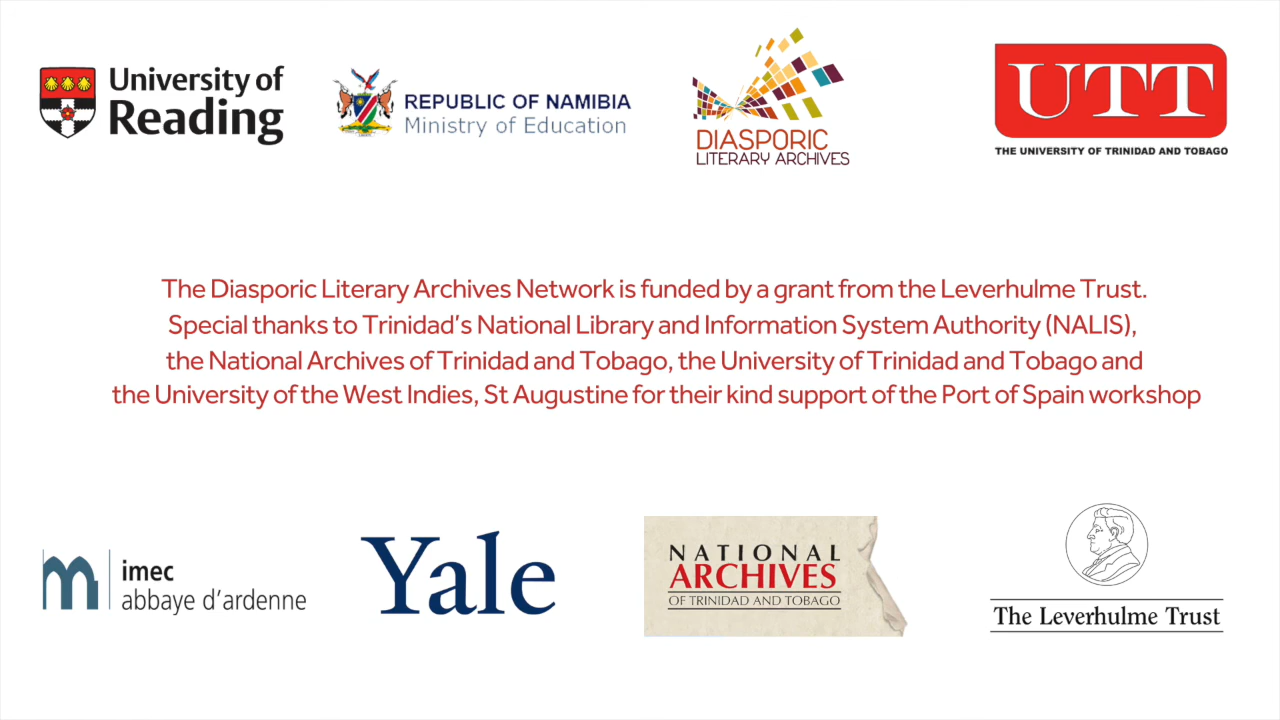 University of
Reading
REPUBLIC OF NAMIBIA
Ministry of Education
DIASPORIC
LITERARY ARCHIVES
UTT
THE UNIVERSITY OF TRINIDAD AND TOBAGO
The Diasporic Literary Archives Network is funded by a grant from the Leverhulme Trust.
Special thanks to Trinidad's National Library and Information System Authority (NALIS),
the National Archives of Trinidad and Tobago, the University of Trinidad and Tobago and
the University of the West Indies, St Augustine for their kind support of the Port of Spain workshop
imec
abbaye d'ardenne
Yale
NATIONAL
ARCHIVES
OF TRINIDAD AND TOBAGO
The Leverhulme Trust